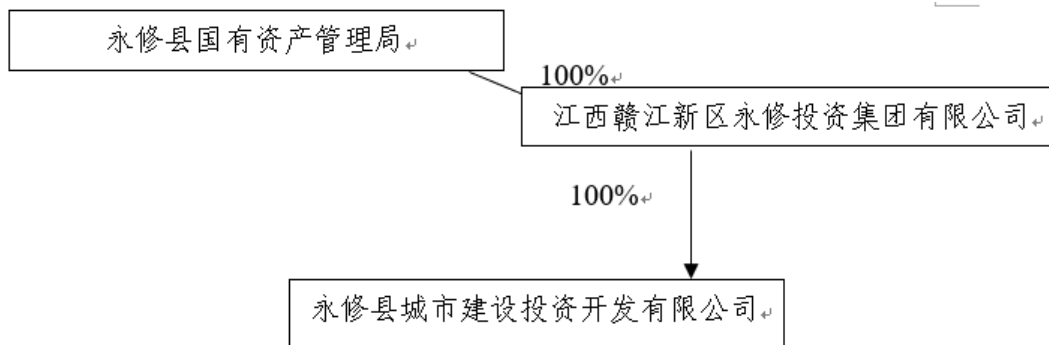 永修县国有资产管理局
100%
江西赣江新区永修投资集团有限公司
100%
永修县城市建设投资开发有限公司